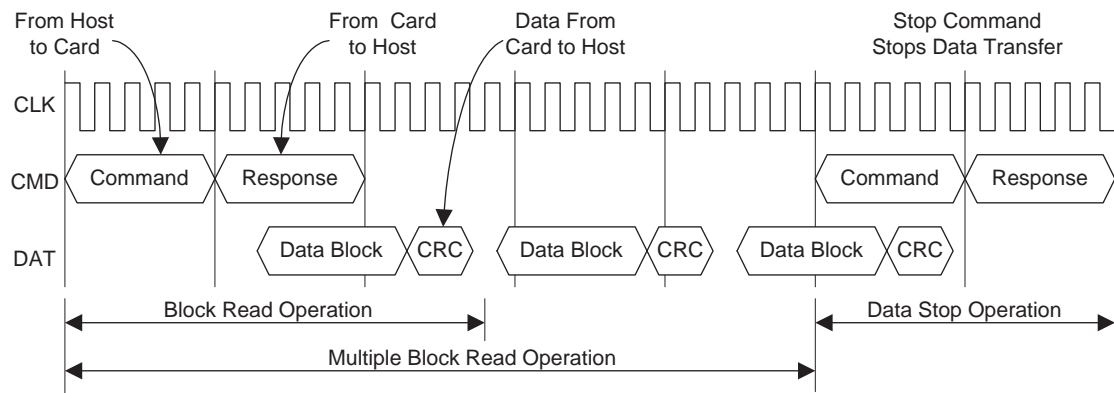 From Host
to Card
From Card
to Host
Data From
Card to Host
Stop Command
Stops Data Transfer
CLK
CMD
Command
Response
Command
Response
DAT
Data Block
CRC
Data Block
CRC
Data Block
CRC
Block Read Operation
Data Stop Operation
Multiple Block Read Operation